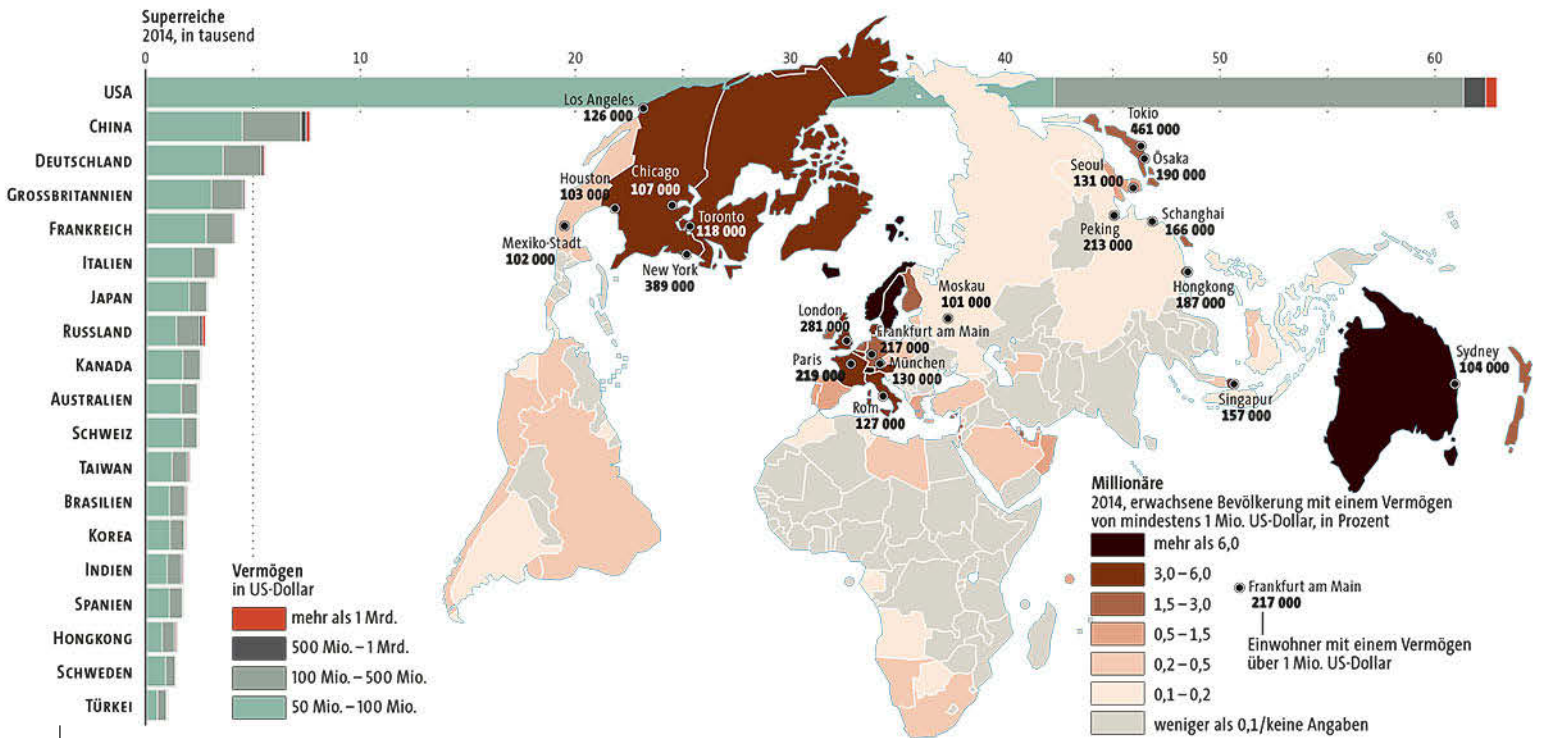 Superreiche
2014, in tausend
0 10 20 30 40 50 60
USA
CHINA
DEUTSCHLAND
GROSSBRITANNIEN
FRANKREICH
ITALIEN
JAPAN
RUSSLAND
KANADA
AUSTRALIEN
SCHWEIZ
TAIWAN
BRASILIEN
KOREA
INDIEN
SPANIEN
HONGKONG
SCHWEDEN
TÜRKEI
Vermögen
in US-Dollar
mehr als 1 Mrd.
500 Mio. – 1 Mrd.
100 Mio. – 500 Mio.
50 Mio. – 100 Mio.
Los Angeles
126 000
Houston
103 000
Chicago
107 000
Toronto
118 000
Mexiko-Stadt
102 000
New York
389 000
London
281 000
Paris
219 000
Moskau
101 000
Frankfurt am Main
217 000
München
130 000
Rom
127 000
Tokio
461 000
Ōsaka
190 000
Seoul
131 000
Schanghai
166 000
Peking
213 000
Hongkong
187 000
Singapur
157 000
Sydney
104 000
Millionäre
2014, erwachsene Bevölkerung mit einem Vermögen
von mindestens 1 Mio. US-Dollar, in Prozent
mehr als 6,0
3,0 – 6,0
1,5 – 3,0
0,5 – 1,5
0,2 – 0,5
0,1 – 0,2
weniger als 0,1/keine Angaben
Frankfurt am Main
217 000
Einwohner mit einem Vermögen
über 1 Mio. US-Dollar